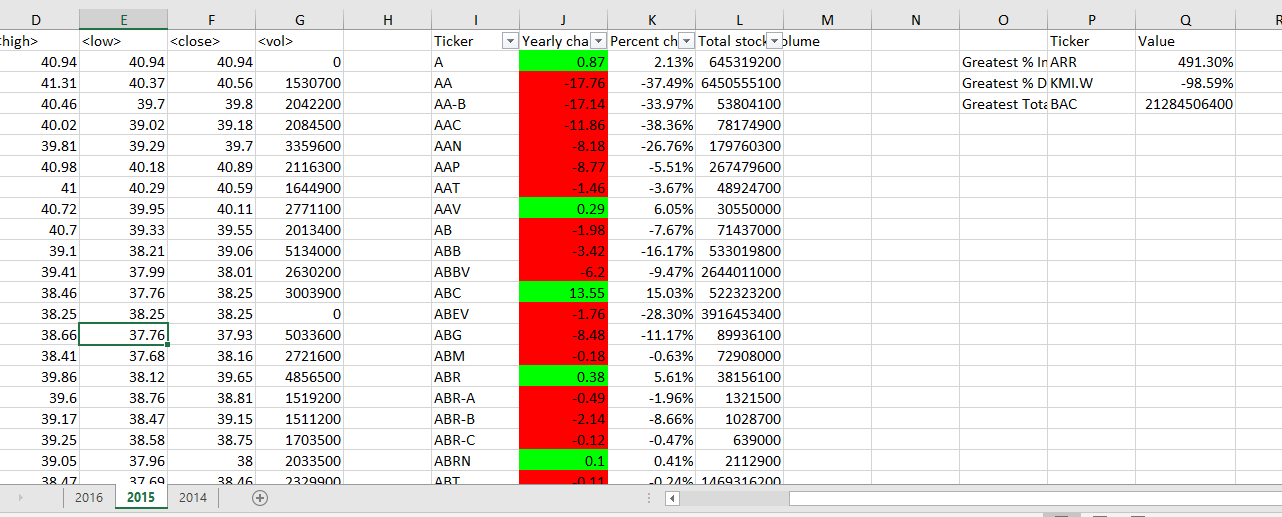 D E F G H I J K L M N O P Q R
<high> <low> <close> <vol> Ticker Yearly cha Percent ch Total stock volume Ticker Value
40.94 40.94 40.94 0 A 0.87 2.13% 645319200 Greatest % In ARR 491.30%
41.31 40.37 40.56 1530700 AA -17.76 -37.49% 6450555100 Greatest % D KMI.W -98.59%
40.46 39.7 39.8 2042200 AA-B -17.14 -33.97% 53804100 Greatest Tota BAC 21284506400
40.02 39.02 39.18 2084500 AAC -11.86 -38.36% 78174900
39.81 39.29 39.7 3359600 AAN -8.18 -26.76% 179760300
40.98 40.18 40.89 2116300 AAP -8.77 -5.51% 267479600
41 40.29 40.59 1644900 AAT -1.46 -3.67% 48924700
40.72 39.95 40.11 2771100 AAV 0.29 6.05% 30550000
40.7 39.33 39.55 2013400 AB -1.98 -7.67% 71437000
39.1 38.21 39.06 5134000 ABB -3.42 -16.17% 533019800
39.41 37.99 38.01 2630200 ABBV -6.2 -9.47% 2644011000
38.46 37.76 38.25 3003900 ABC 13.55 15.03% 522323200
38.25 38.25 38.25 0 ABEV -1.76 -28.30% 3916453400
38.66 37.76 37.93 5033600 ABG -8.48 -11.17% 89936100
38.41 37.68 38.16 2721600 ABM -0.18 -0.63% 72908000
39.86 38.12 39.65 4856500 ABR 0.38 5.61% 38156100
39.6 38.76 38.81 1519200 ABR-A -0.49 -1.96% 1321500
39.17 38.47 39.15 1511200 ABR-B -2.14 -8.66% 1028700
39.25 38.58 38.75 1703500 ABR-C -0.12 -0.47% 639000
39.05 37.96 38 2033500 ABRN 0.1 0.41% 2112900
38.47 37.69 38.46 2329900 ABT -0.11 -0.24% 1469316200
2016 2015 2014